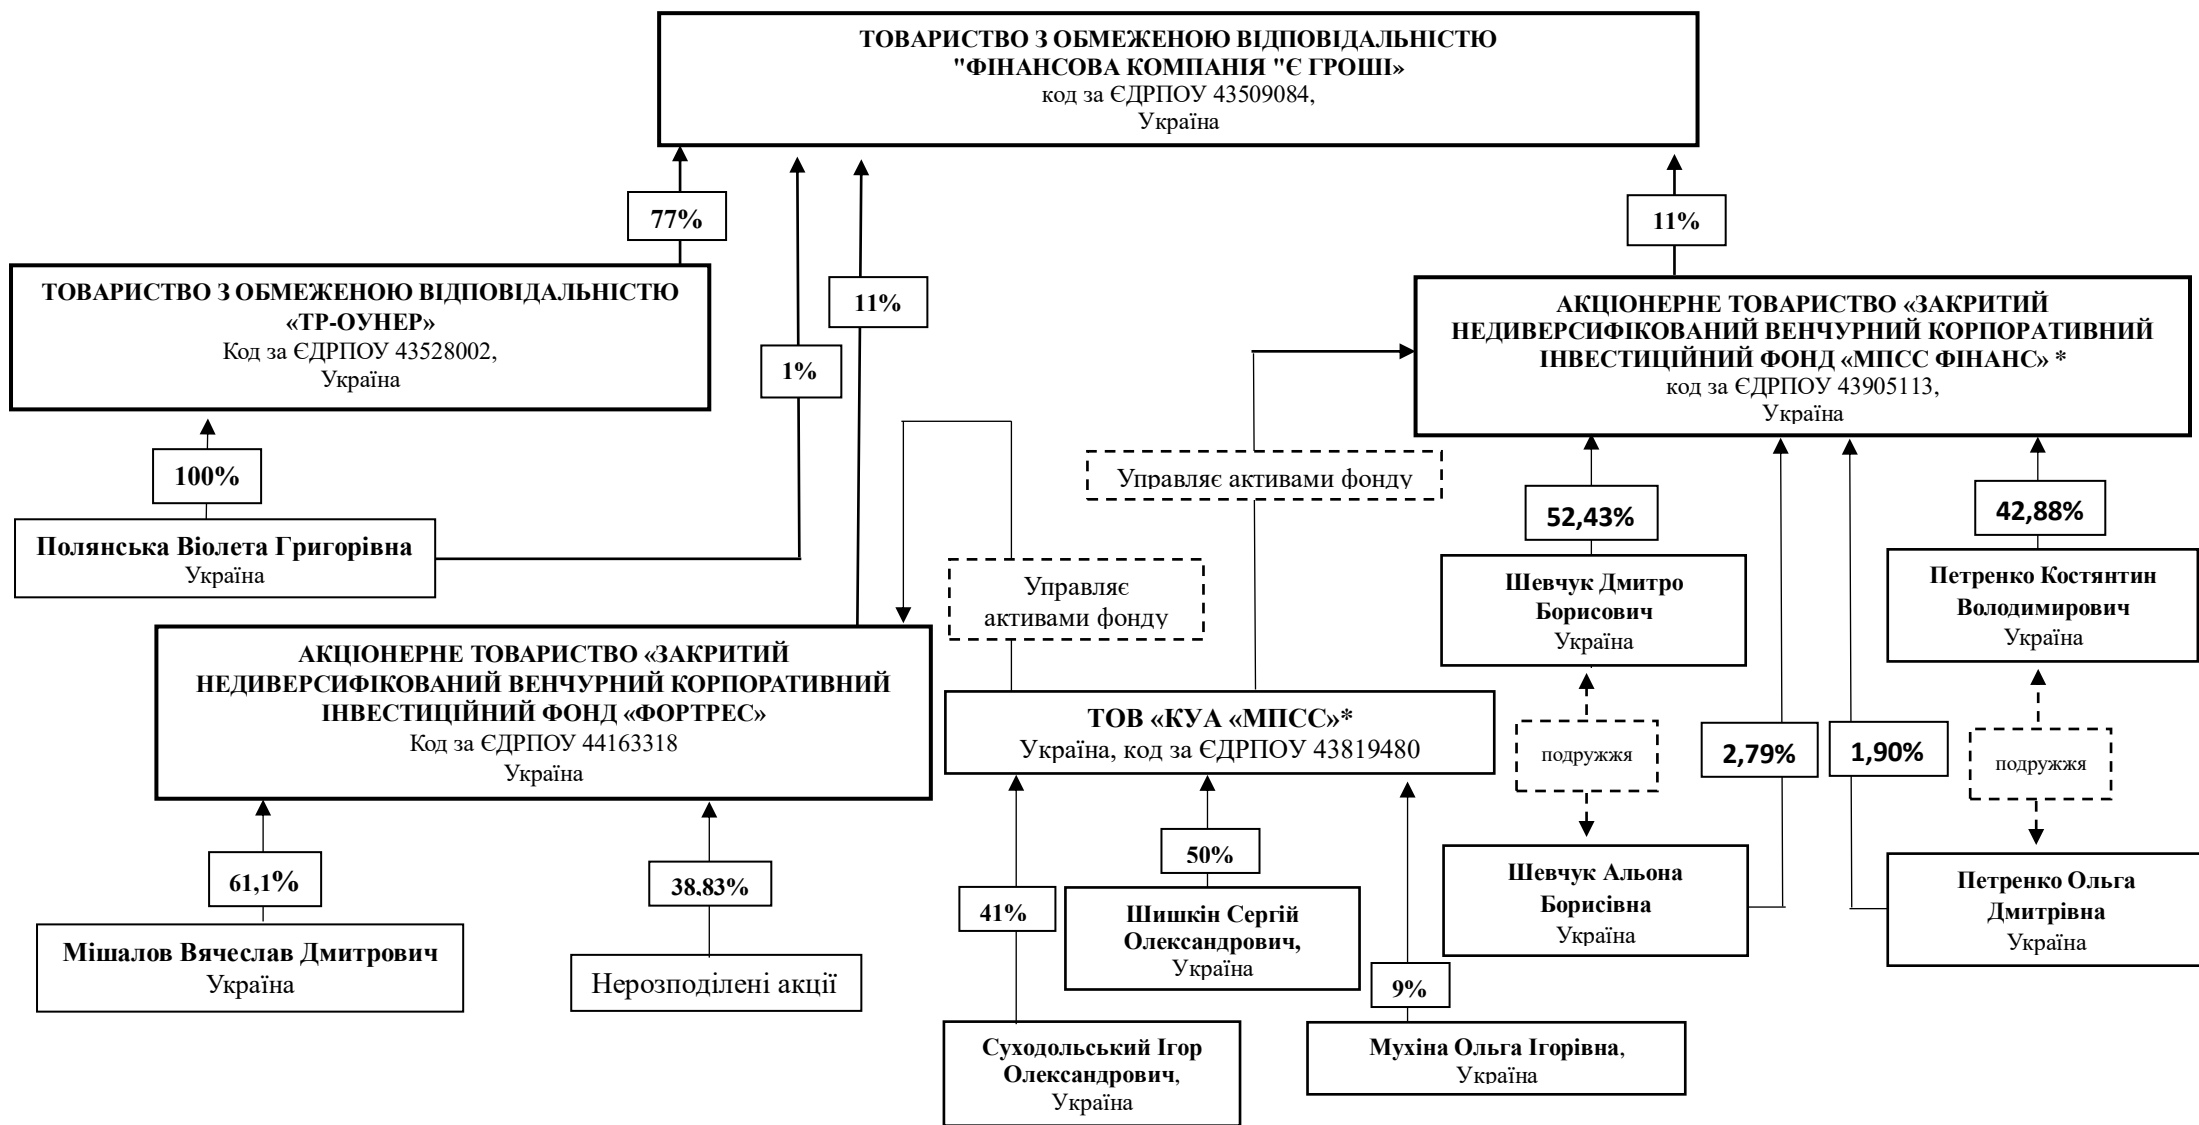 ТОВАРИСТВО З ОБМЕЖЕНОЮ ВІДПОВІДАЛЬНІСТЮ
"ФІНАНСОВА КОМПАНІЯ "Є ГРОШІ»
код за ЄДРПОУ 43509084,
Україна
77%
11%
ТОВАРИСТВО З ОБМЕЖЕНОЮ ВІДПОВІДАЛЬНІСТЮ
«ТР-ОУНЕР»
Код за ЄДРПОУ 43528002,
Україна
11%
1%
АКЦІОНЕРНЕ ТОВАРИСТВО «ЗАКРИТИЙ
НЕДИВЕРСИФІКОВАНИЙ ВЕНЧУРНИЙ КОРПОРАТИВНИЙ
ІНВЕСТИЦІЙНИЙ ФОНД «МПСС ФІНАНС» *
код за ЄДРПОУ 43905113,
Україна
100%
Управляє активами фонду
52,43%
42,88%
Полянська Віолета Григорівна
Україна
Управляє
активами фонду
Шевчук Дмитро
Борисович
Україна
Петренко Костянтин
Володимирович
Україна
АКЦІОНЕРНЕ ТОВАРИСТВО «ЗАКРИТИЙ
НЕДИВЕРСИФІКОВАНИЙ ВЕНЧУРНИЙ КОРПОРАТИВНИЙ
ІНВЕСТИЦІЙНИЙ ФОНД «ФОРТРЕС»
Код за ЄДРПОУ 44163318
Україна
ТОВ «КУА «МПСС»*
Україна, код за ЄДРПОУ 43819480
подружжя
2,79%
1,90%
подружжя
61,1%
38,83%
41%
50%
9%
Шевчук Альона
Борисівна
Україна
Петренко Ольга
Дмитрівна
Україна
Мішалов Вячеслав Дмитрович
Україна
Нерозподілені акції
Шишкін Сергій
Олександрович,
Україна
Суходольський Ігор
Олександрович,
Україна
Мухіна Ольга Ігорівна,
Україна